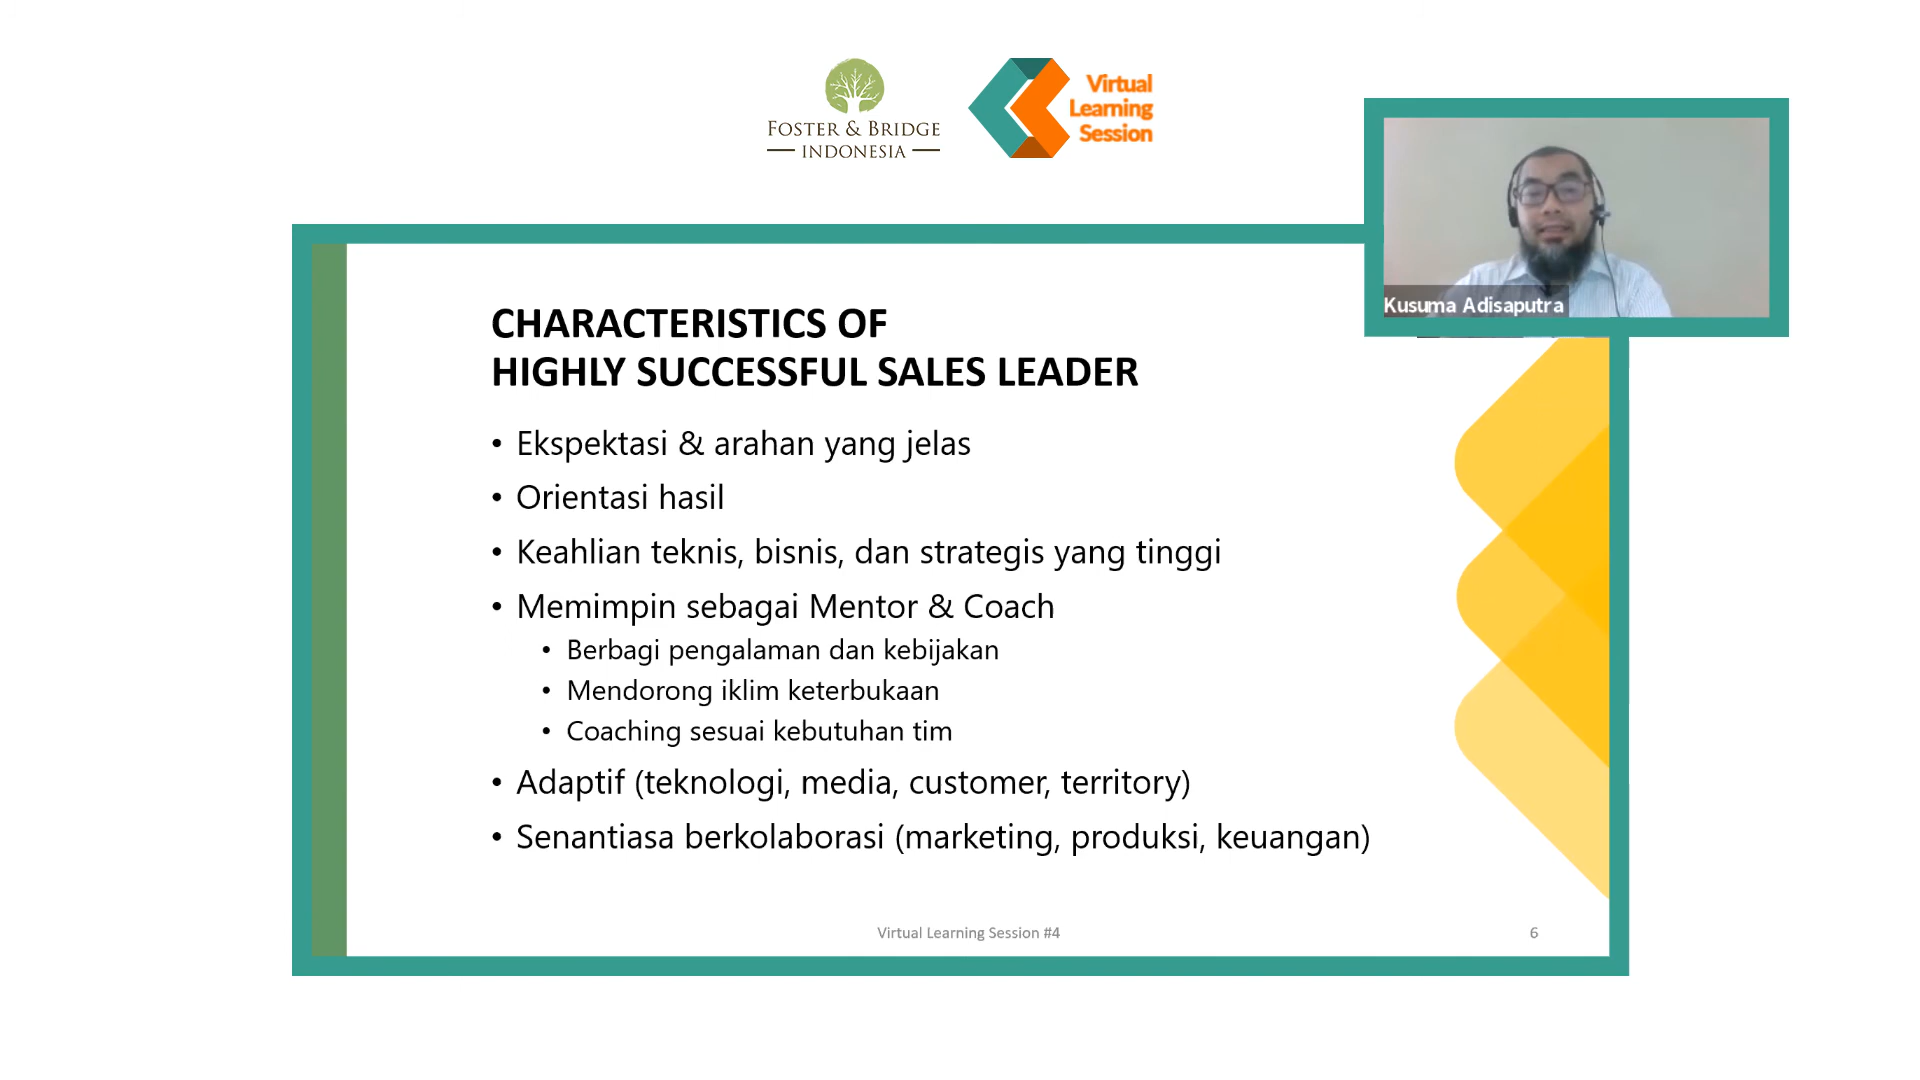 FOSTER & BRIDGE
INDONESIA
Virtual
Learning
Session
Kusuma Adisaputra
CHARACTERISTICS OF
HIGHLY SUCCESSFUL SALES LEADER
• Ekspektasi & arahan yang jelas
• Orientasi hasil
• Keahlian teknis, bisnis, dan strategis yang tinggi
• Memimpin sebagai Mentor & Coach
• Berbagi pengalaman dan kebijakan
• Mendorong iklim keterbukaan
• Coaching sesuai kebutuhan tim
• Adaptif (teknologi, media, customer, territory)
• Senantiasa berkolaborasi (marketing, produksi, keuangan)
Virtual Learning Session #4
6